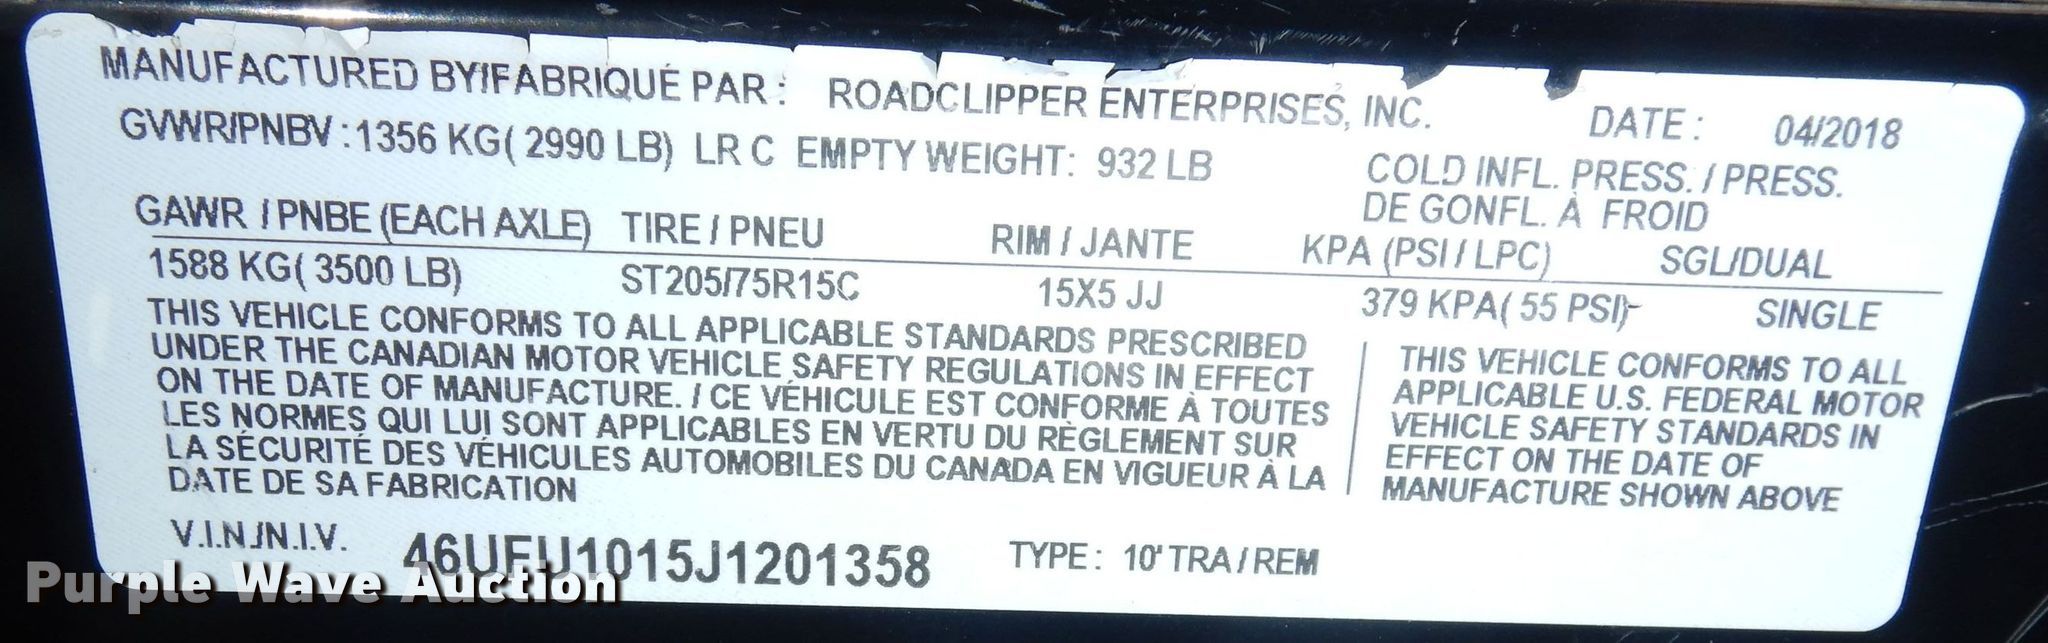 MANUFACTURED BY/FABRIQUÉ PAR : ROADCLIPPER ENTERPRISES, INC. DATE : 04/2018
GVWR/PNBV : 1356 KG( 2990 LB) LR C EMPTY WEIGHT: 932 LB
COLD INFL. PRESS. / PRESS.
DE GONFL. À FROID
GAWR / PNBE (EACH AXLE) TIRE / PNEU RIM / JANTE KPA (PSI / LPC) SGL/DUAL
1588 KG( 3500 LB) ST205/75R15C 15X5 JJ 379 KPA( 55 PSI)- SINGLE
THIS VEHICLE CONFORMS TO ALL APPLICABLE STANDARDS PRESCRIBED
UNDER THE CANADIAN MOTOR VEHICLE SAFETY REGULATIONS IN EFFECT
ON THE DATE OF MANUFACTURE. / CE VÉHICULE EST CONFORME À TOUTES
LES NORMES QUI LUI SONT APPLICABLES EN VERTU DU RÈGLEMENT SUR
LA SÉCURITÉ DES VÉHICULES AUTOMOBILES DU CANADA EN VIGUEUR À LA
DATE DE SA FABRICATION
THIS VEHICLE CONFORMS TO ALL
APPLICABLE U.S. FEDERAL MOTOR
VEHICLE SAFETY STANDARDS IN
EFFECT ON THE DATE OF
MANUFACTURE SHOWN ABOVE
V.I.N./N.I.V. 46UFU1015J1201358 TYPE : 10' TRA / REM
Purple Wave Auction